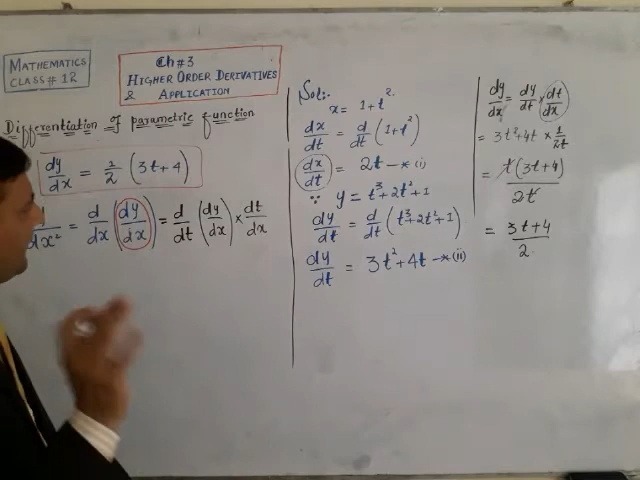 MATHEMATICS
CLASS # 12
Ch # 3
HIGHER ORDER DERIVATIVES
& APPLICATION
Differentiation of parametric function
dy/dx = 1/2 (3t+4)
/dx² = d/dx (dy/dx) = d/dt (dy/dx) × dt/dx
Sol:-
x = 1+t²
dx/dt = d/dt (1+t²)
dx/dt = 2t —*(i)
∵ y = t³+2t²+1
dy/dt = d/dt (t³+2t²+1)
dy/dt = 3t²+4t —*(ii)
dy/dx = dy/dt × dt/dx
= 3t²+4t × 1/2t
= t(3t+4)/2t
= 3t+4/2